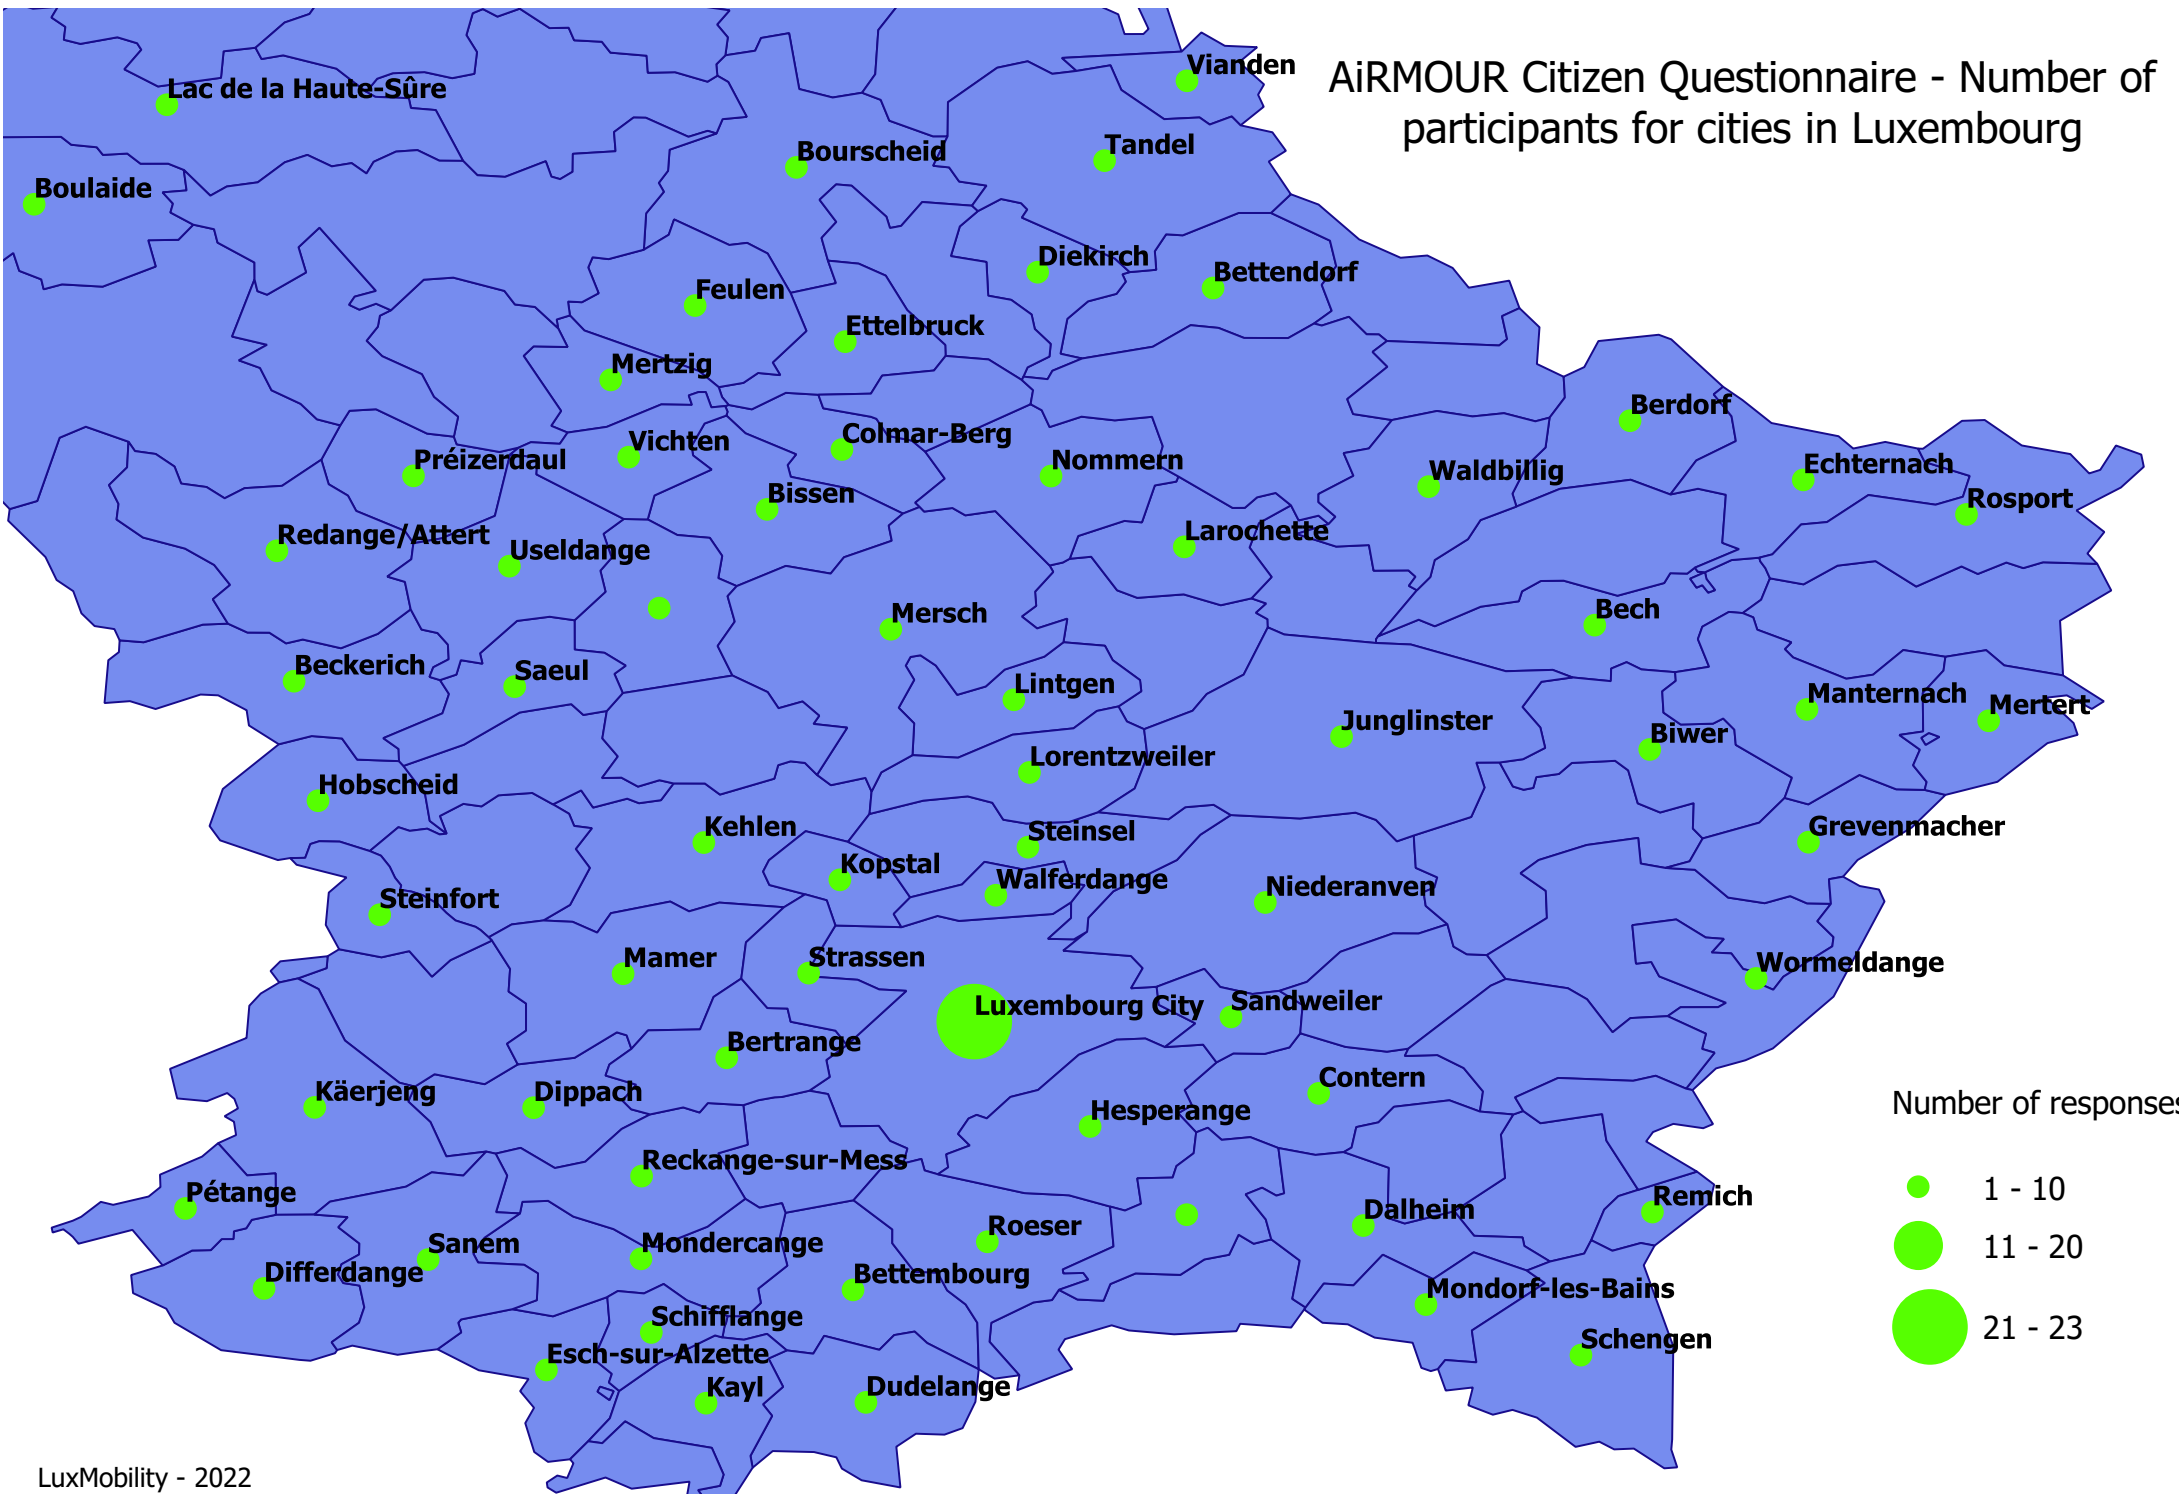 AiRMOUR Citizen Questionnaire - Number of
participants for cities in Luxembourg
Vianden
Lac de la Haute-Sûre
Tandel
Bourscheid
Boulaide
Diekirch
Bettendorf
Feulen
Ettelbruck
Mertzig
Berdorf
Vichten
Colmar-Berg
Préizerdaul
Nommern
Waldbillig
Echternach
Bissen
Rosport
Redange/Attert
Larochette
Useldange
Mersch
Bech
Beckerich
Saeul
Lintgen
Manternach
Mertert
Junglinster
Biwer
Lorentzweiler
Hobscheid
Kehlen
Steinsel
Grevenmacher
Kopstal
Walferdange
Niederanven
Steinfort
Mamer
Strassen
Wormeldange
Luxembourg City
Sandweiler
Bertrange
Contern
Käerjeng
Dippach
Hesperange
Number of responses
Reckange-sur-Mess
Pétange
Remich
1 - 10
Dalheim
Roeser
Sanem
Mondercange
11 - 20
Differdange
Bettembourg
Mondorf-les-Bains
Schifflange
21 - 23
Schengen
Esch-sur-Alzette
Kayl
Dudelange
LuxMobility - 2022